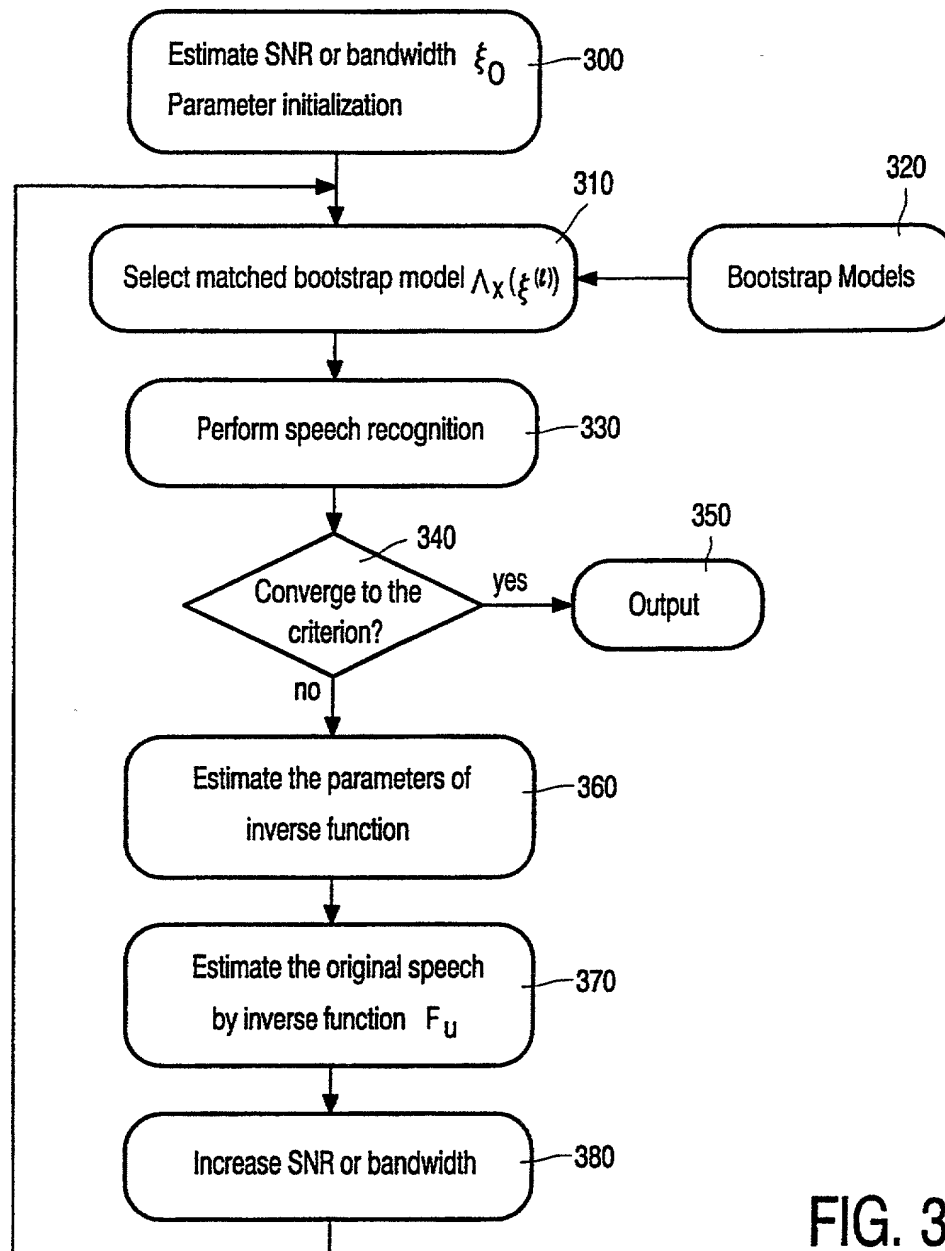 Estimate SNR or bandwidth ξ0
Parameter initialization
300
310
320
Select matched bootstrap model Λx(ξ(ℓ))
Bootstrap Models
Perform speech recognition
330
340
350
Converge to the
criterion?
yes
Output
no
Estimate the parameters of
inverse function
360
Estimate the original speech
by inverse function Fu
370
Increase SNR or bandwidth
380
FIG. 3